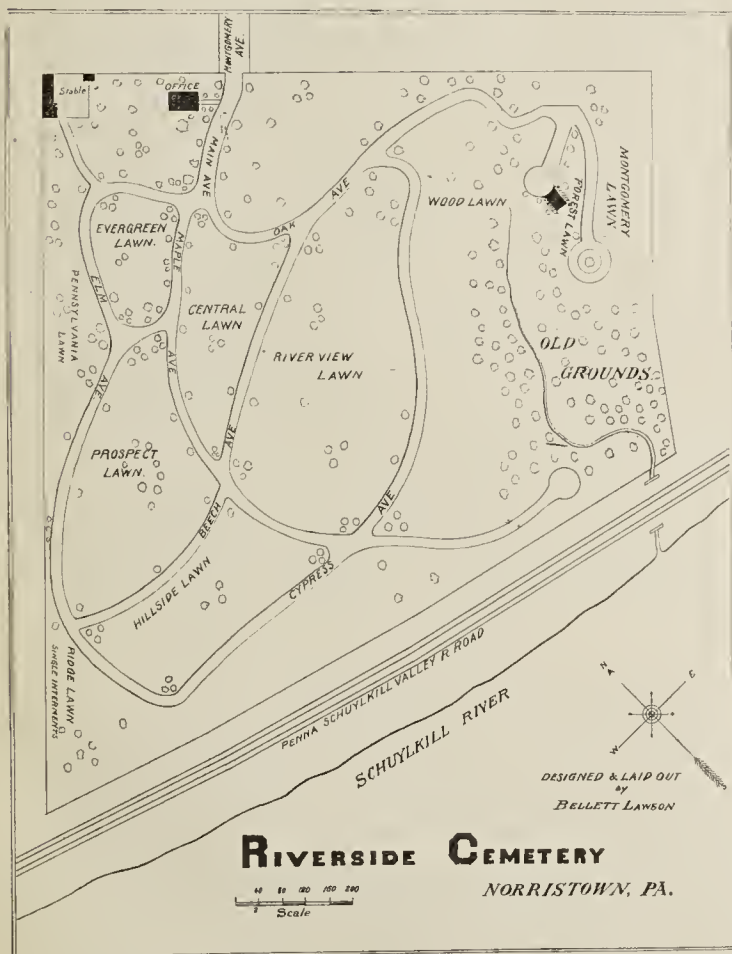 MONTGOMERY
AVE.
Stable
OFFICE
MAIN AVE
MONTGOMERY
LAWN
FOREST LAWN
WOOD LAWN
OAK AVE
EVERGREEN
LAWN.
MAPLE AVE
ELM AVE
PENNSYLVANIA
LAWN
CENTRAL
LAWN
RIVER VIEW
LAWN
OLD
GROUNDS
PROSPECT
LAWN.
BEECH AVE
AVE
HILLSIDE LAWN
CYPRESS
RIDGE LAWN
SINGLE INTERMENTS
PENNA SCHUYLKILL VALLEY R ROAD
SCHUYLKILL RIVER
N
E
W
S
DESIGNED & LAID OUT
by
BELLETT LAWSON
RIVERSIDE CEMETERY
NORRISTOWN, PA.
40 80 120 160 200
Scale